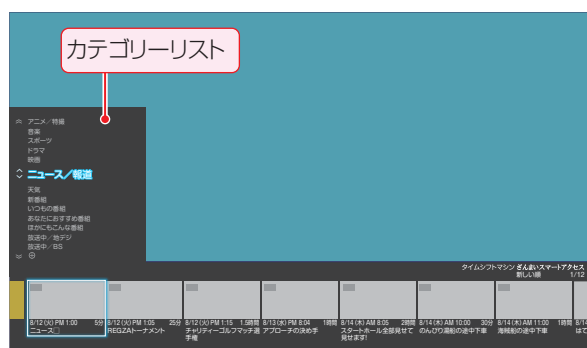 カテゴリーリスト
アニメ／特撮
音楽
スポーツ
ドラマ
映画
ニュース／報道
天気
新番組
いつもの番組
あなたにおすすめ番組
ほかにもこんな番組
放送中／地デジ
放送中／BS
タイムシフトマシン ざんまいスマートアクセス
新しい順 1/12
8/12 (火) PM 1:00 5分
ニュース
8/12 (火) PM 1:05 25分
REGZAトーナメント
8/12 (火) PM 1:15 1.5時間
チャリティーゴルフマッチ選
手権
8/13 (水) PM 8:04 1時間
アプローチの決め手
8/14 (木) AM 8:05 2時間
スタートホール全部見せて
見せます!
8/14 (木) AM 10:00 30分
のんびり湯船の途中下車
8/14 (木) AM 11:00 1時間
海賊船の途中下車
8/14
はて